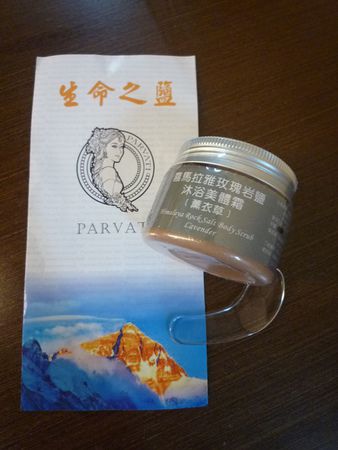 生命之鹽
PARVATI
PARVATI
喜馬拉雅玫瑰岩鹽
沐浴美體霜
〔薰衣草〕
Himalaya Rock Salt Body Scrub
Lavender